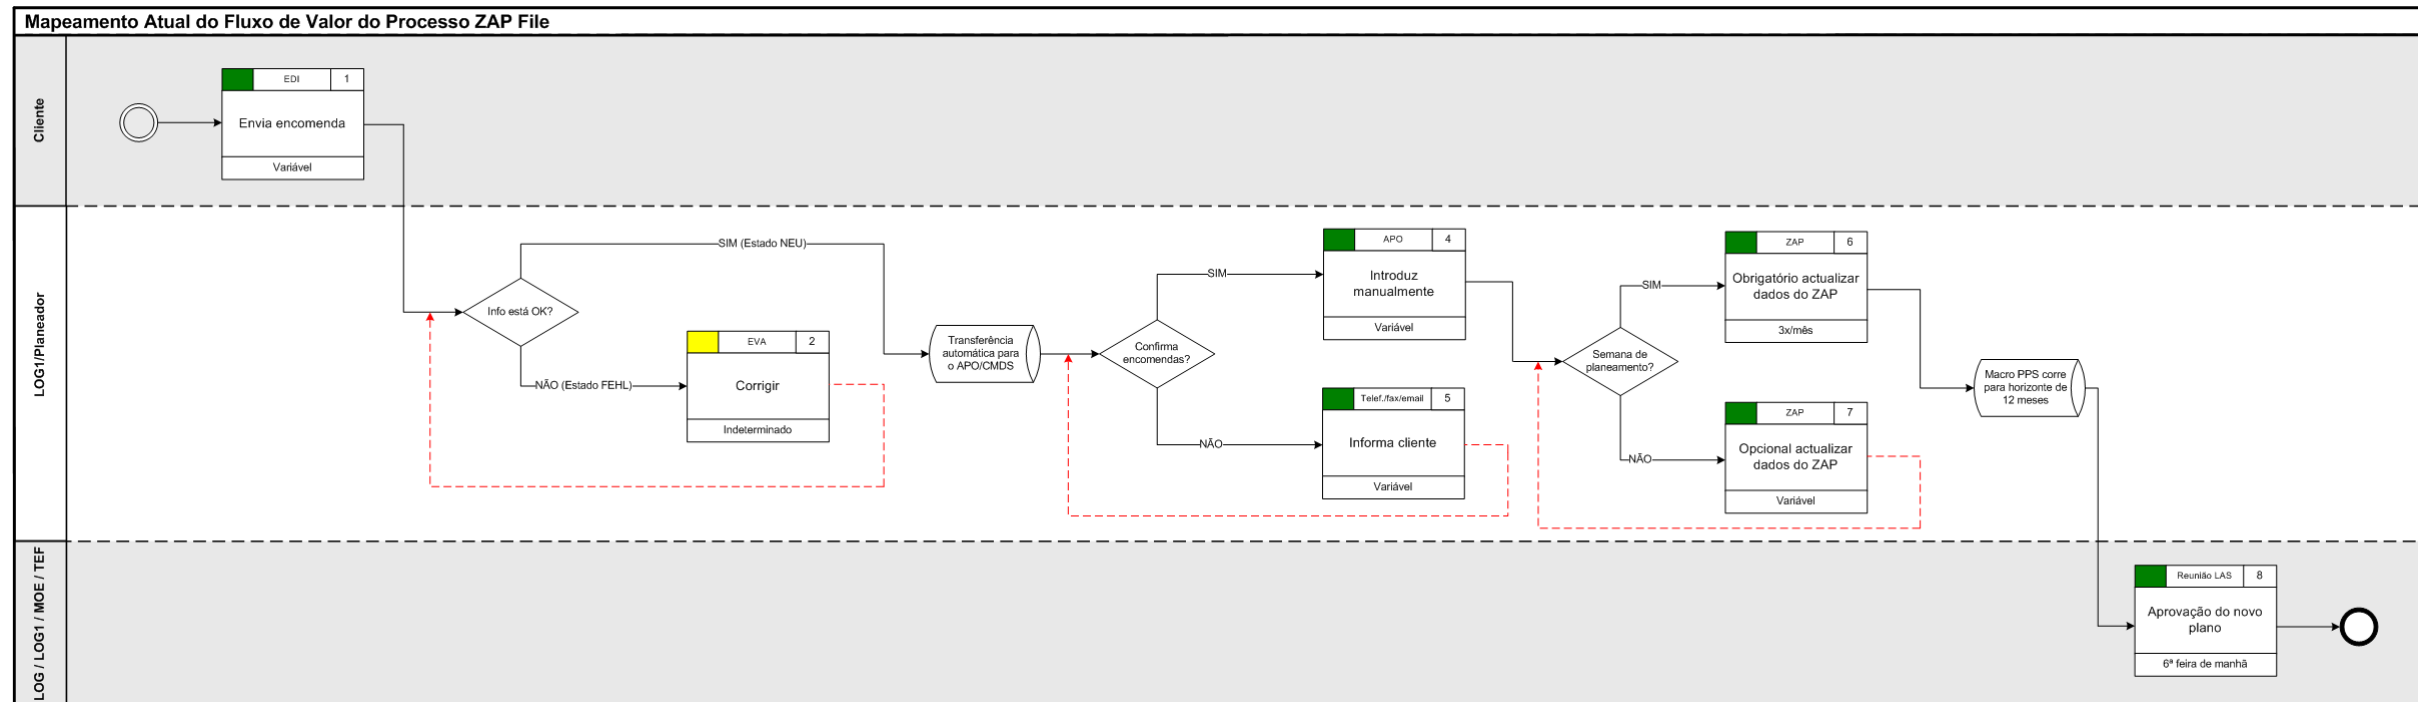 Mapeamento Atual do Fluxo de Valor do Processo ZAP File
Cliente
EDI
1
Envia encomenda
Variável
LOG1/Planeador
Info está OK?
SIM (Estado NEU)
NÃO (Estado FEHL)
EVA
2
Corrigir
Indeterminado
Transferência
automática para
o APO/CMDS
Confirma
encomendas?
SIM
NÃO
APO
4
Introduz
manualmente
Variável
Telef./fax/email
5
Informa cliente
Variável
Semana de
planeamento?
SIM
NÃO
ZAP
6
Obrigatório actualizar
dados do ZAP
3x/mês
ZAP
7
Opcional actualizar
dados do ZAP
Variável
Macro PPS corre
para horizonte de
12 meses
LOG / LOG1 / MOE / TEF
Reunião LAS
8
Aprovação do novo
plano
6ª feira de manhã